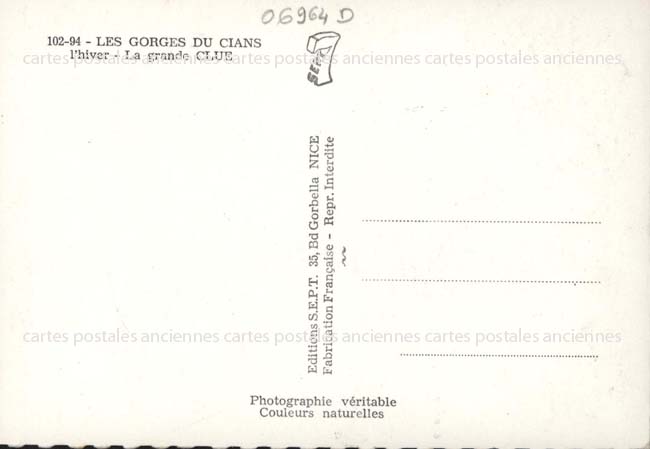 06964 D
102-94 - LES GORGES DU CIANS
l'hiver - La grande CLUE
SEPT
7
cartes postales anciennes cartes postales anciennes cartes postales anciennes
Editions S.E.P.T. 35, Bd Gorbella NICE
Fabrication Française - Repr. Interdite
cartes postales anciennes cartes postales anciennes cartes postales anciennes
Photographie véritable
Couleurs naturelles